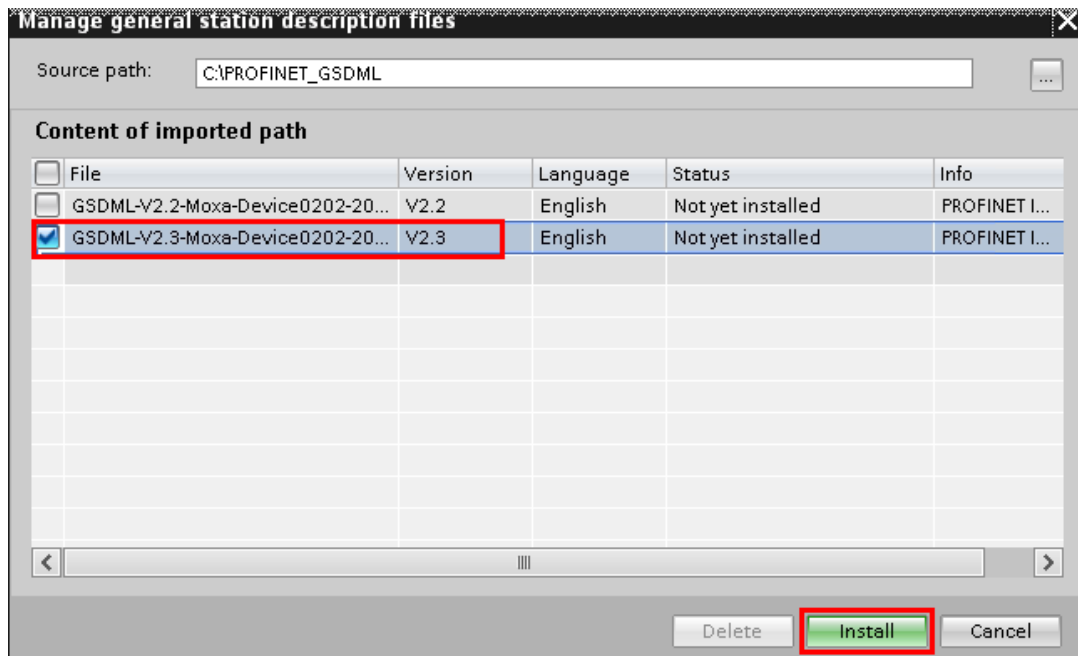 Manage general station description files
Source path: C:\PROFINET_GSDML ...
Content of imported path
File Version Language Status Info
GSDML-V2.2-Moxa-Device0202-20... V2.2 English Not yet installed PROFINET I...
GSDML-V2.3-Moxa-Device0202-20... V2.3 English Not yet installed PROFINET I...
Delete Install Cancel